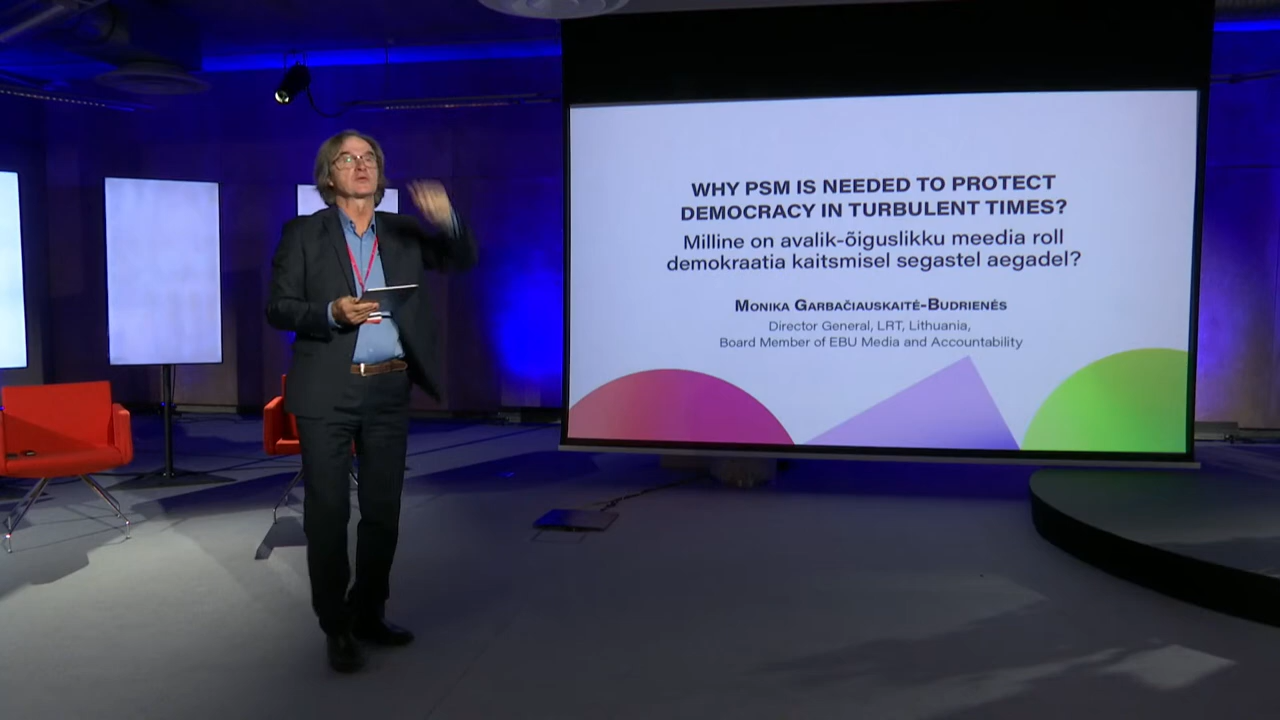 WHY PSM IS NEEDED TO PROTECT
DEMOCRACY IN TURBULENT TIMES?
Milline on avalik-õiguslikku meedia roll
demokraatia kaitsmisel segastel aegadel?
Monika Garbačiauskaitė-Budrienės
Director General, LRT, Lithuania,
Board Member of EBU Media and Accountability